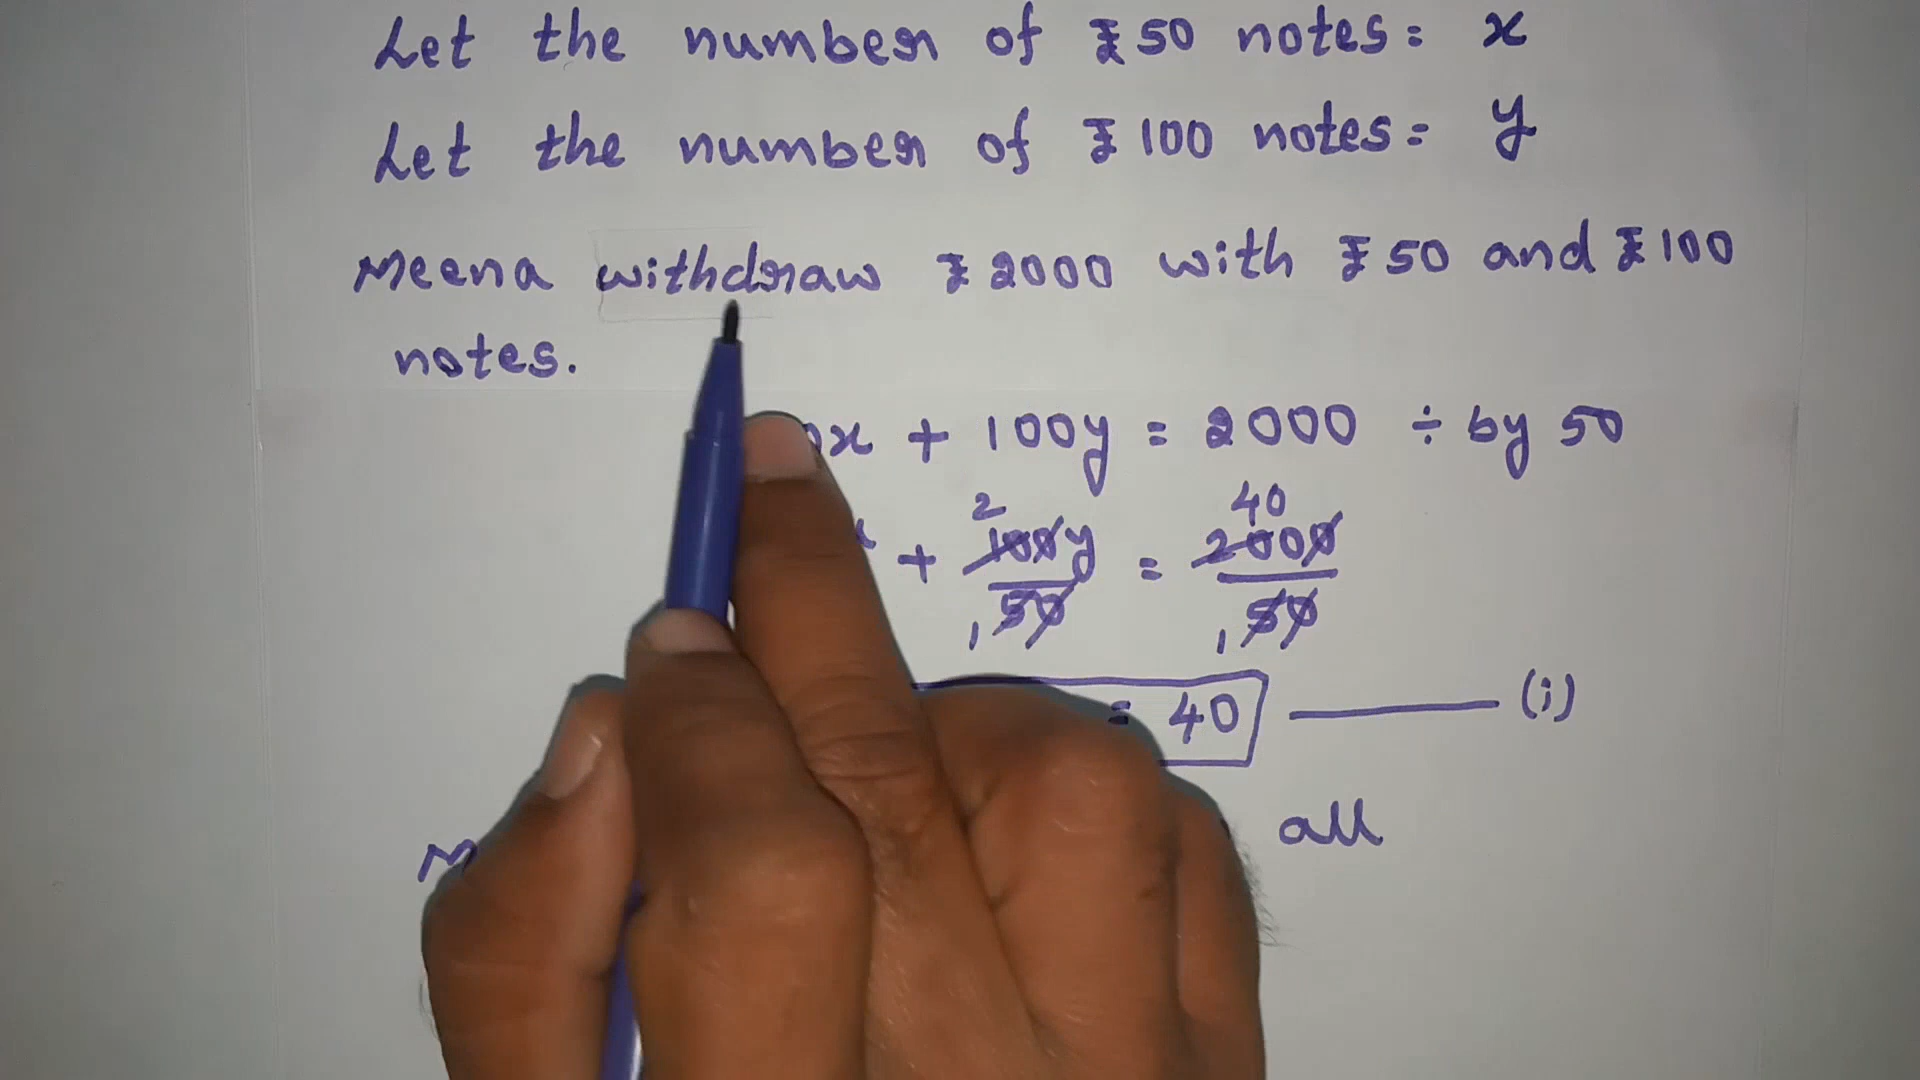 Let the number of ₹50 notes = x
Let the number of ₹100 notes = y
Meena withdraw ₹2000 with ₹50 and ₹100
notes.
x + 100y = 2000 ÷ by 50
2 40
+ 100y = 2000
1 50 1 50
= 40 (i)
all